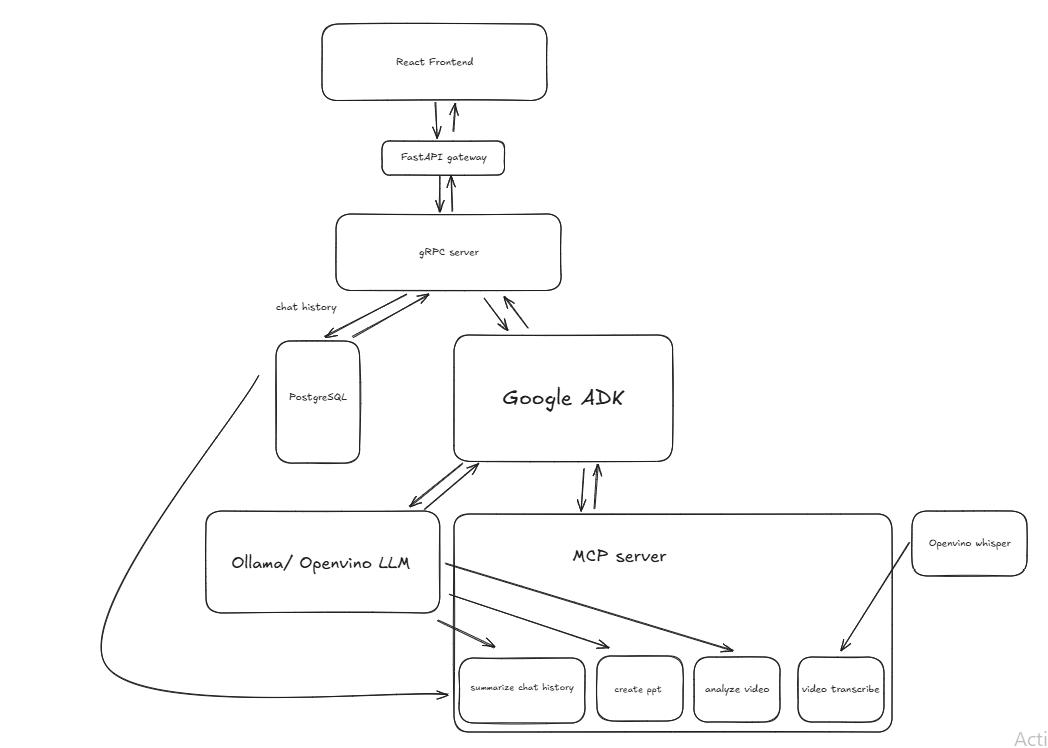 React Frontend
FastAPI gateway
gRPC server
chat history
PostgreSQL
Google ADK
Ollama/ Openvino LLM
MCP server
Openvino whisper
summarize chat history
create ppt
analyze video
video transcribe
Acti